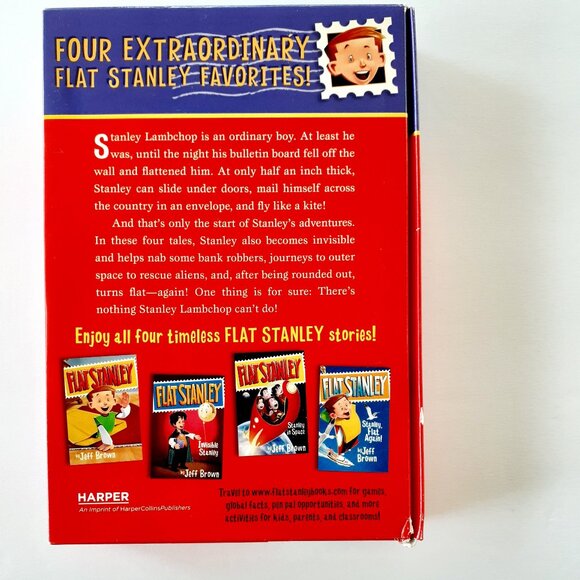 FOUR EXTRAORDINARY
FLAT STANLEY FAVORITES!
Stanley Lambchop is an ordinary boy. At least he
was, until the night his bulletin board fell off the
wall and flattened him. At only half an inch thick,
Stanley can slide under doors, mail himself across
the country in an envelope, and fly like a kite!
And that's only the start of Stanley's adventures.
In these four tales, Stanley also becomes invisible
and helps nab some bank robbers, journeys to outer
space to rescue aliens, and, after being rounded out,
turns flat—again! One thing is for sure: There's
nothing Stanley Lambchop can't do!
Enjoy all four timeless FLAT STANLEY stories!
FLAT STANLEY
by Jeff Brown
FLAT STANLEY
Invisible
Stanley
by Jeff Brown
FLAT STANLEY
Stanley
in Space
by Jeff Brown
FLAT STANLEY
Stanley,
Flat
Again!
by Jeff
Brown
HARPER
An Imprint of HarperCollinsPublishers
Travel to www.flatstanleybooks.com for games,
global facts, pen pal opportunities, and more
activities for kids, parents, and classrooms!